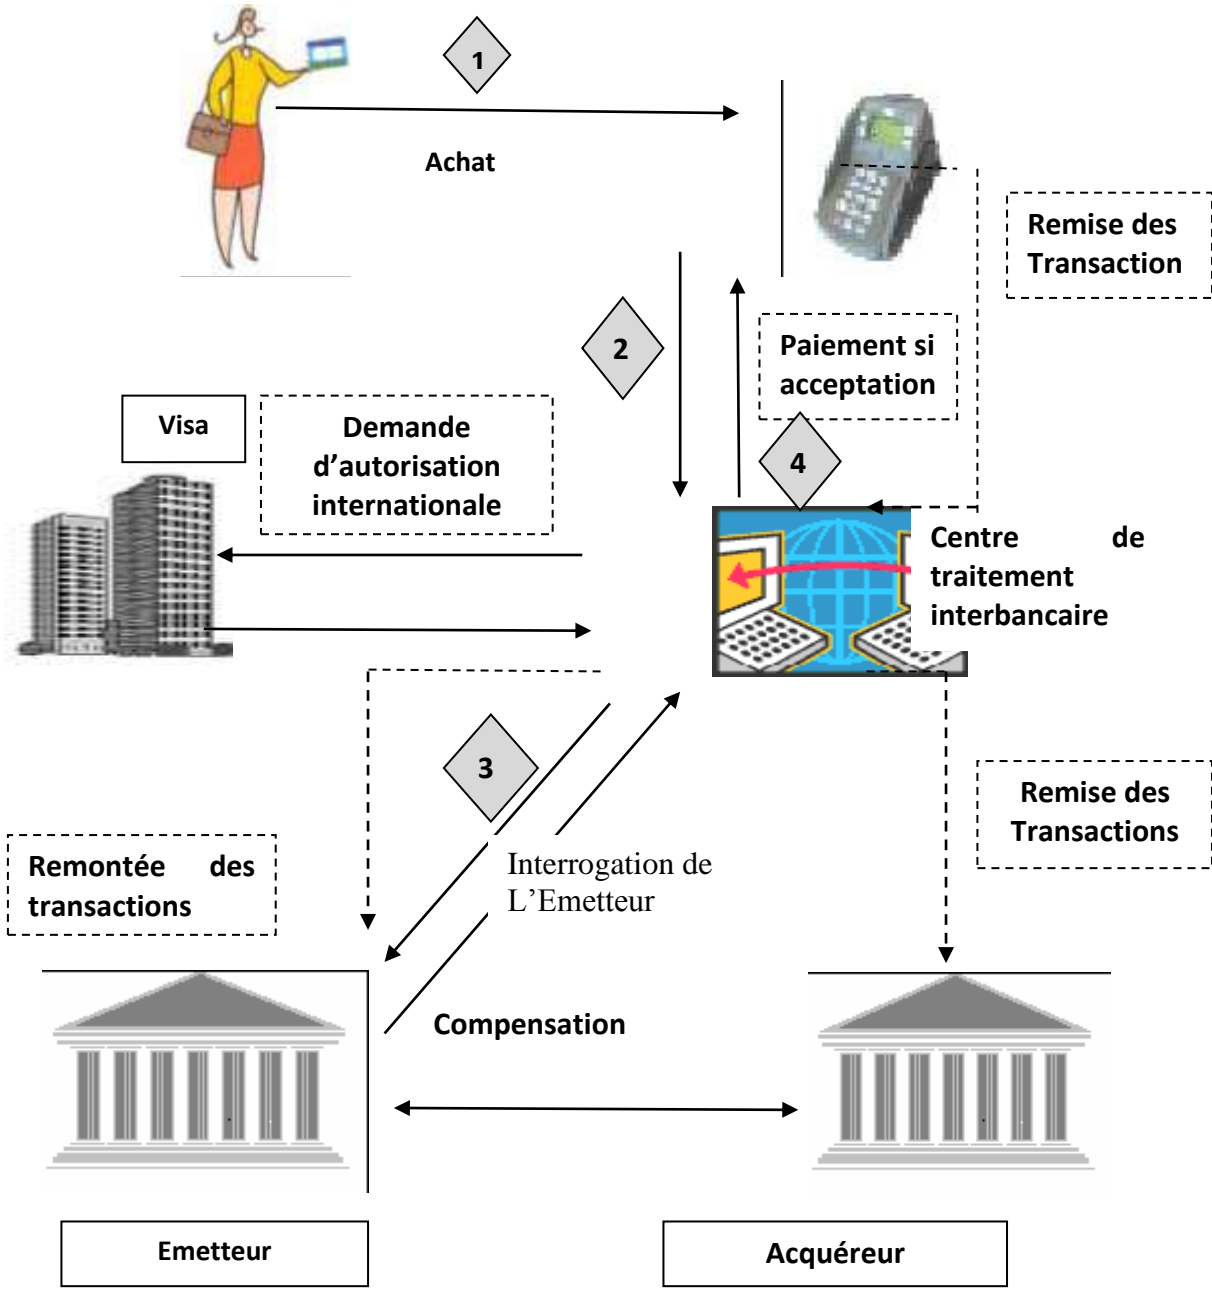 1
Achat
Remise des
Transaction
2
Paiement si
acceptation
4
Visa
Demande
d’autorisation
internationale
Centre de
traitement
interbancaire
3
Remise des
Transactions
Remontée des
transactions
Interrogation de
L’Emetteur
Compensation
Emetteur
Acquéreur